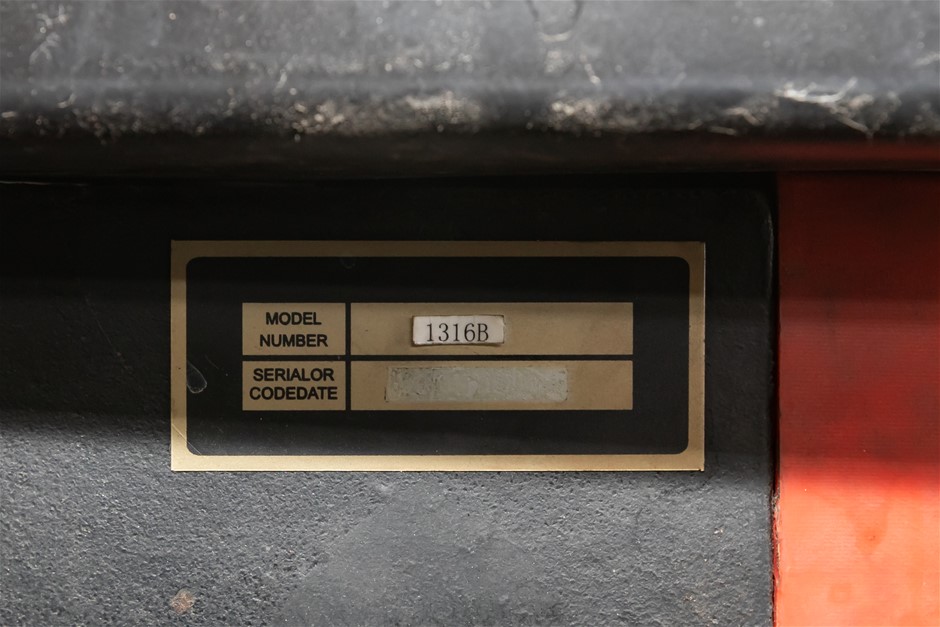 MODEL
NUMBER
1316B
SERIALOR
CODEDATE